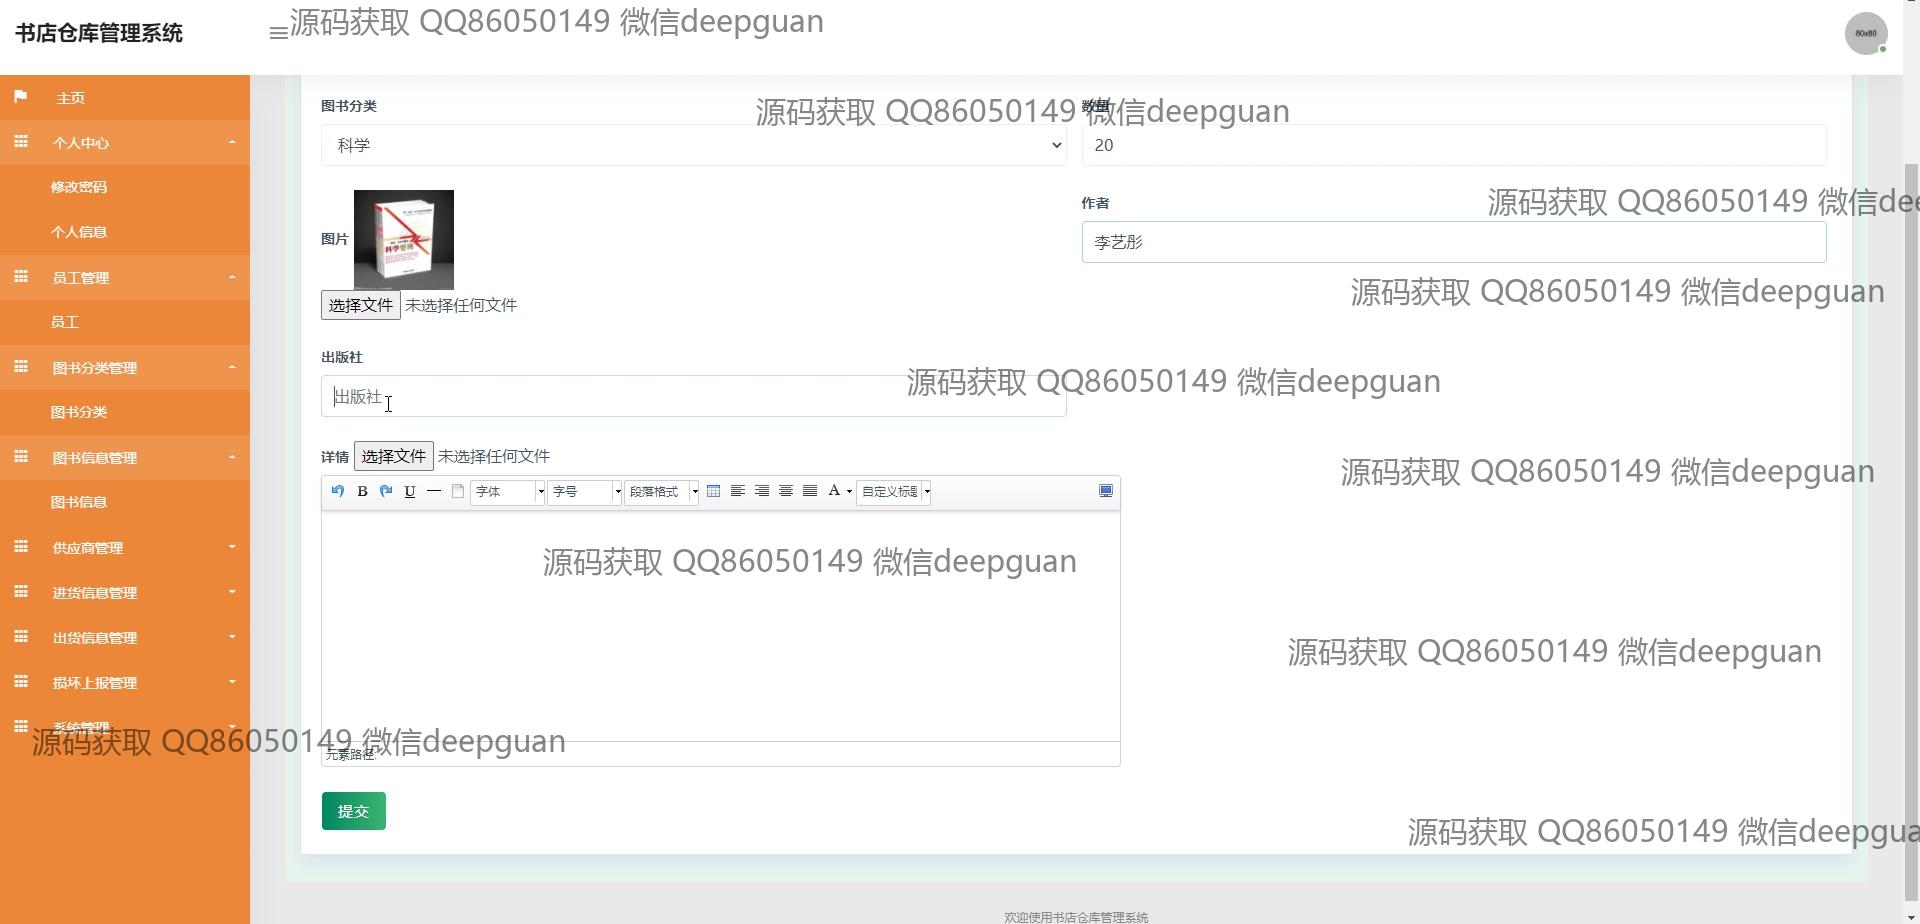 书店仓库管理系统
源码获取 QQ86050149 微信deepguan
80x80
主页
个人中心
修改密码
个人信息
员工管理
员工
图书分类管理
图书分类
图书信息管理
图书信息
供应商管理
进货信息管理
出货信息管理
损坏上报管理
系统管理
源码获取 QQ86050149 微信deepguan
图书分类
源码获取 QQ86050149 微信deepguan
数量
科学
20
源码获取 QQ86050149 微信dee
图片
科学管理
作者
李艺彤
选择文件 未选择任何文件
源码获取 QQ86050149 微信deepguan
出版社
出版社
源码获取 QQ86050149 微信deepguan
详情 选择文件 未选择任何文件
源码获取 QQ86050149 微信deepguan
B U 字体 字号 段落格式 A 自定义标题
源码获取 QQ86050149 微信deepguan
源码获取 QQ86050149 微信deepguan
元素路径:
提交
源码获取 QQ86050149 微信deepgua
欢迎使用书店仓库管理系统